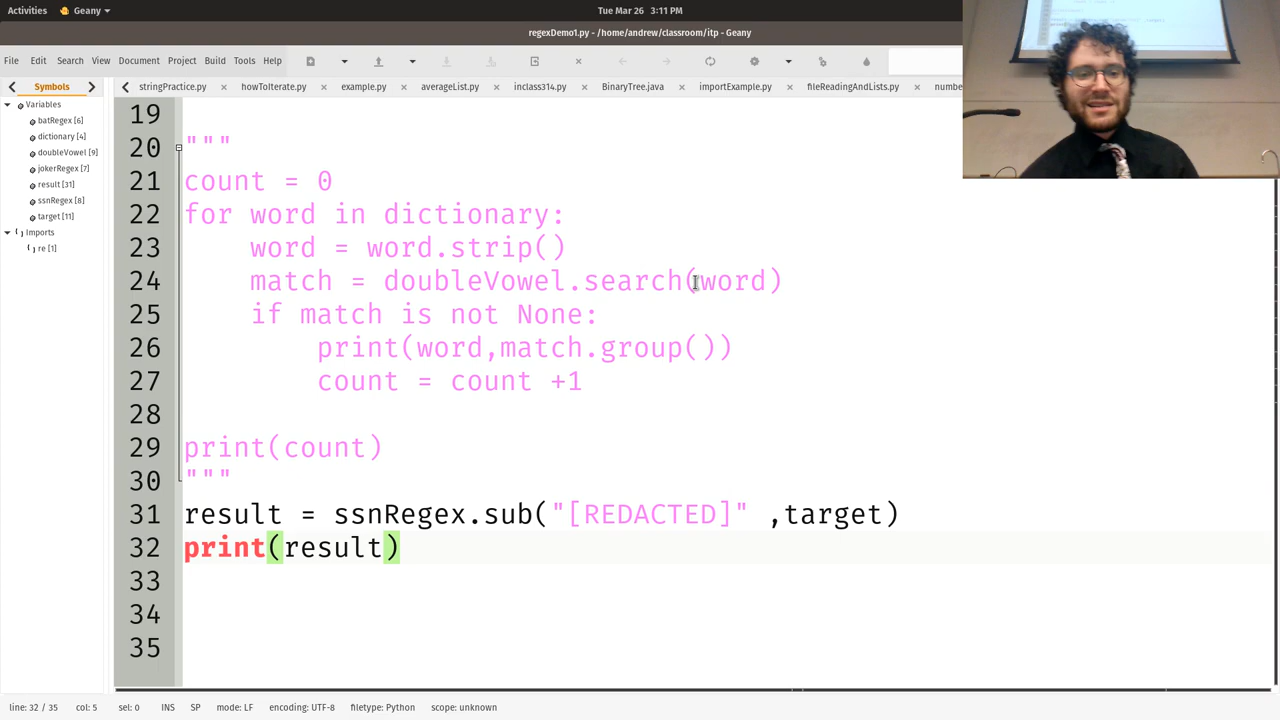 Activities Geany Tue Mar 26 3:11 PM
regexDemo1.py - /home/andrew/classroom/itp - Geany
File Edit Search View Document Project Build Tools Help
Symbols stringPractice.py howToIterate.py example.py averageList.py inclass314.py BinaryTree.java importExample.py fileReadingAndLists.py numbe
Variables
batRegex [6]
dictionary [4]
doubleVowel [9]
jokerRegex [7]
result [31]
ssnRegex [8]
target [11]
Imports
re [1]
19
20 """
21 count = 0
22 for word in dictionary:
23 word = word.strip()
24 match = doubleVowel.search(word)
25 if match is not None:
26 print(word,match.group())
27 count = count +1
28
29 print(count)
30 """
31 result = ssnRegex.sub("[REDACTED]" ,target)
32 print(result)
33
34
35
line: 32 / 35 col: 5 sel: 0 INS SP mode: LF encoding: UTF-8 filetype: Python scope: unknown